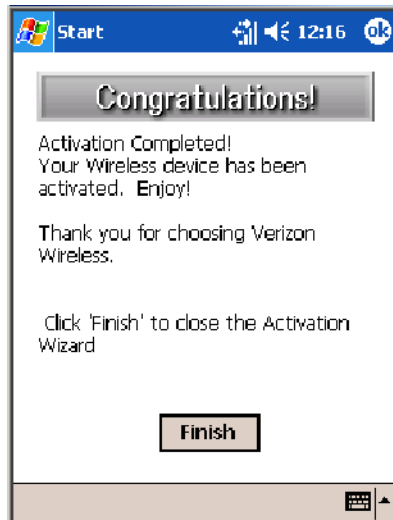 Start 12:16 ok
Congratulations!
Activation Completed!
Your Wireless device has been
activated. Enjoy!
Thank you for choosing Verizon
Wireless.
Click 'Finish' to close the Activation
Wizard
Finish